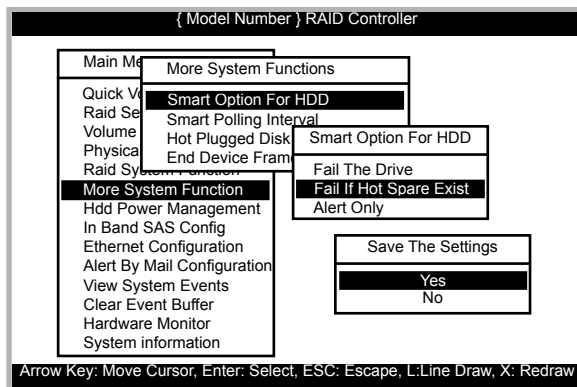 { Model Number } RAID Controller
Main Me
Quick Vo
Raid Se
Volume
Physica
Raid System Function
More System Function
Hdd Power Management
In Band SAS Config
Ethernet Configuration
Alert By Mail Configuration
View System Events
Clear Event Buffer
Hardware Monitor
System information
More System Functions
Smart Option For HDD
Smart Polling Interval
Hot Plugged Disk
End Device Fram
Smart Option For HDD
Fail The Drive
Fail If Hot Spare Exist
Alert Only
Save The Settings
Yes
No
Arrow Key: Move Cursor, Enter: Select, ESC: Escape, L:Line Draw, X: Redraw